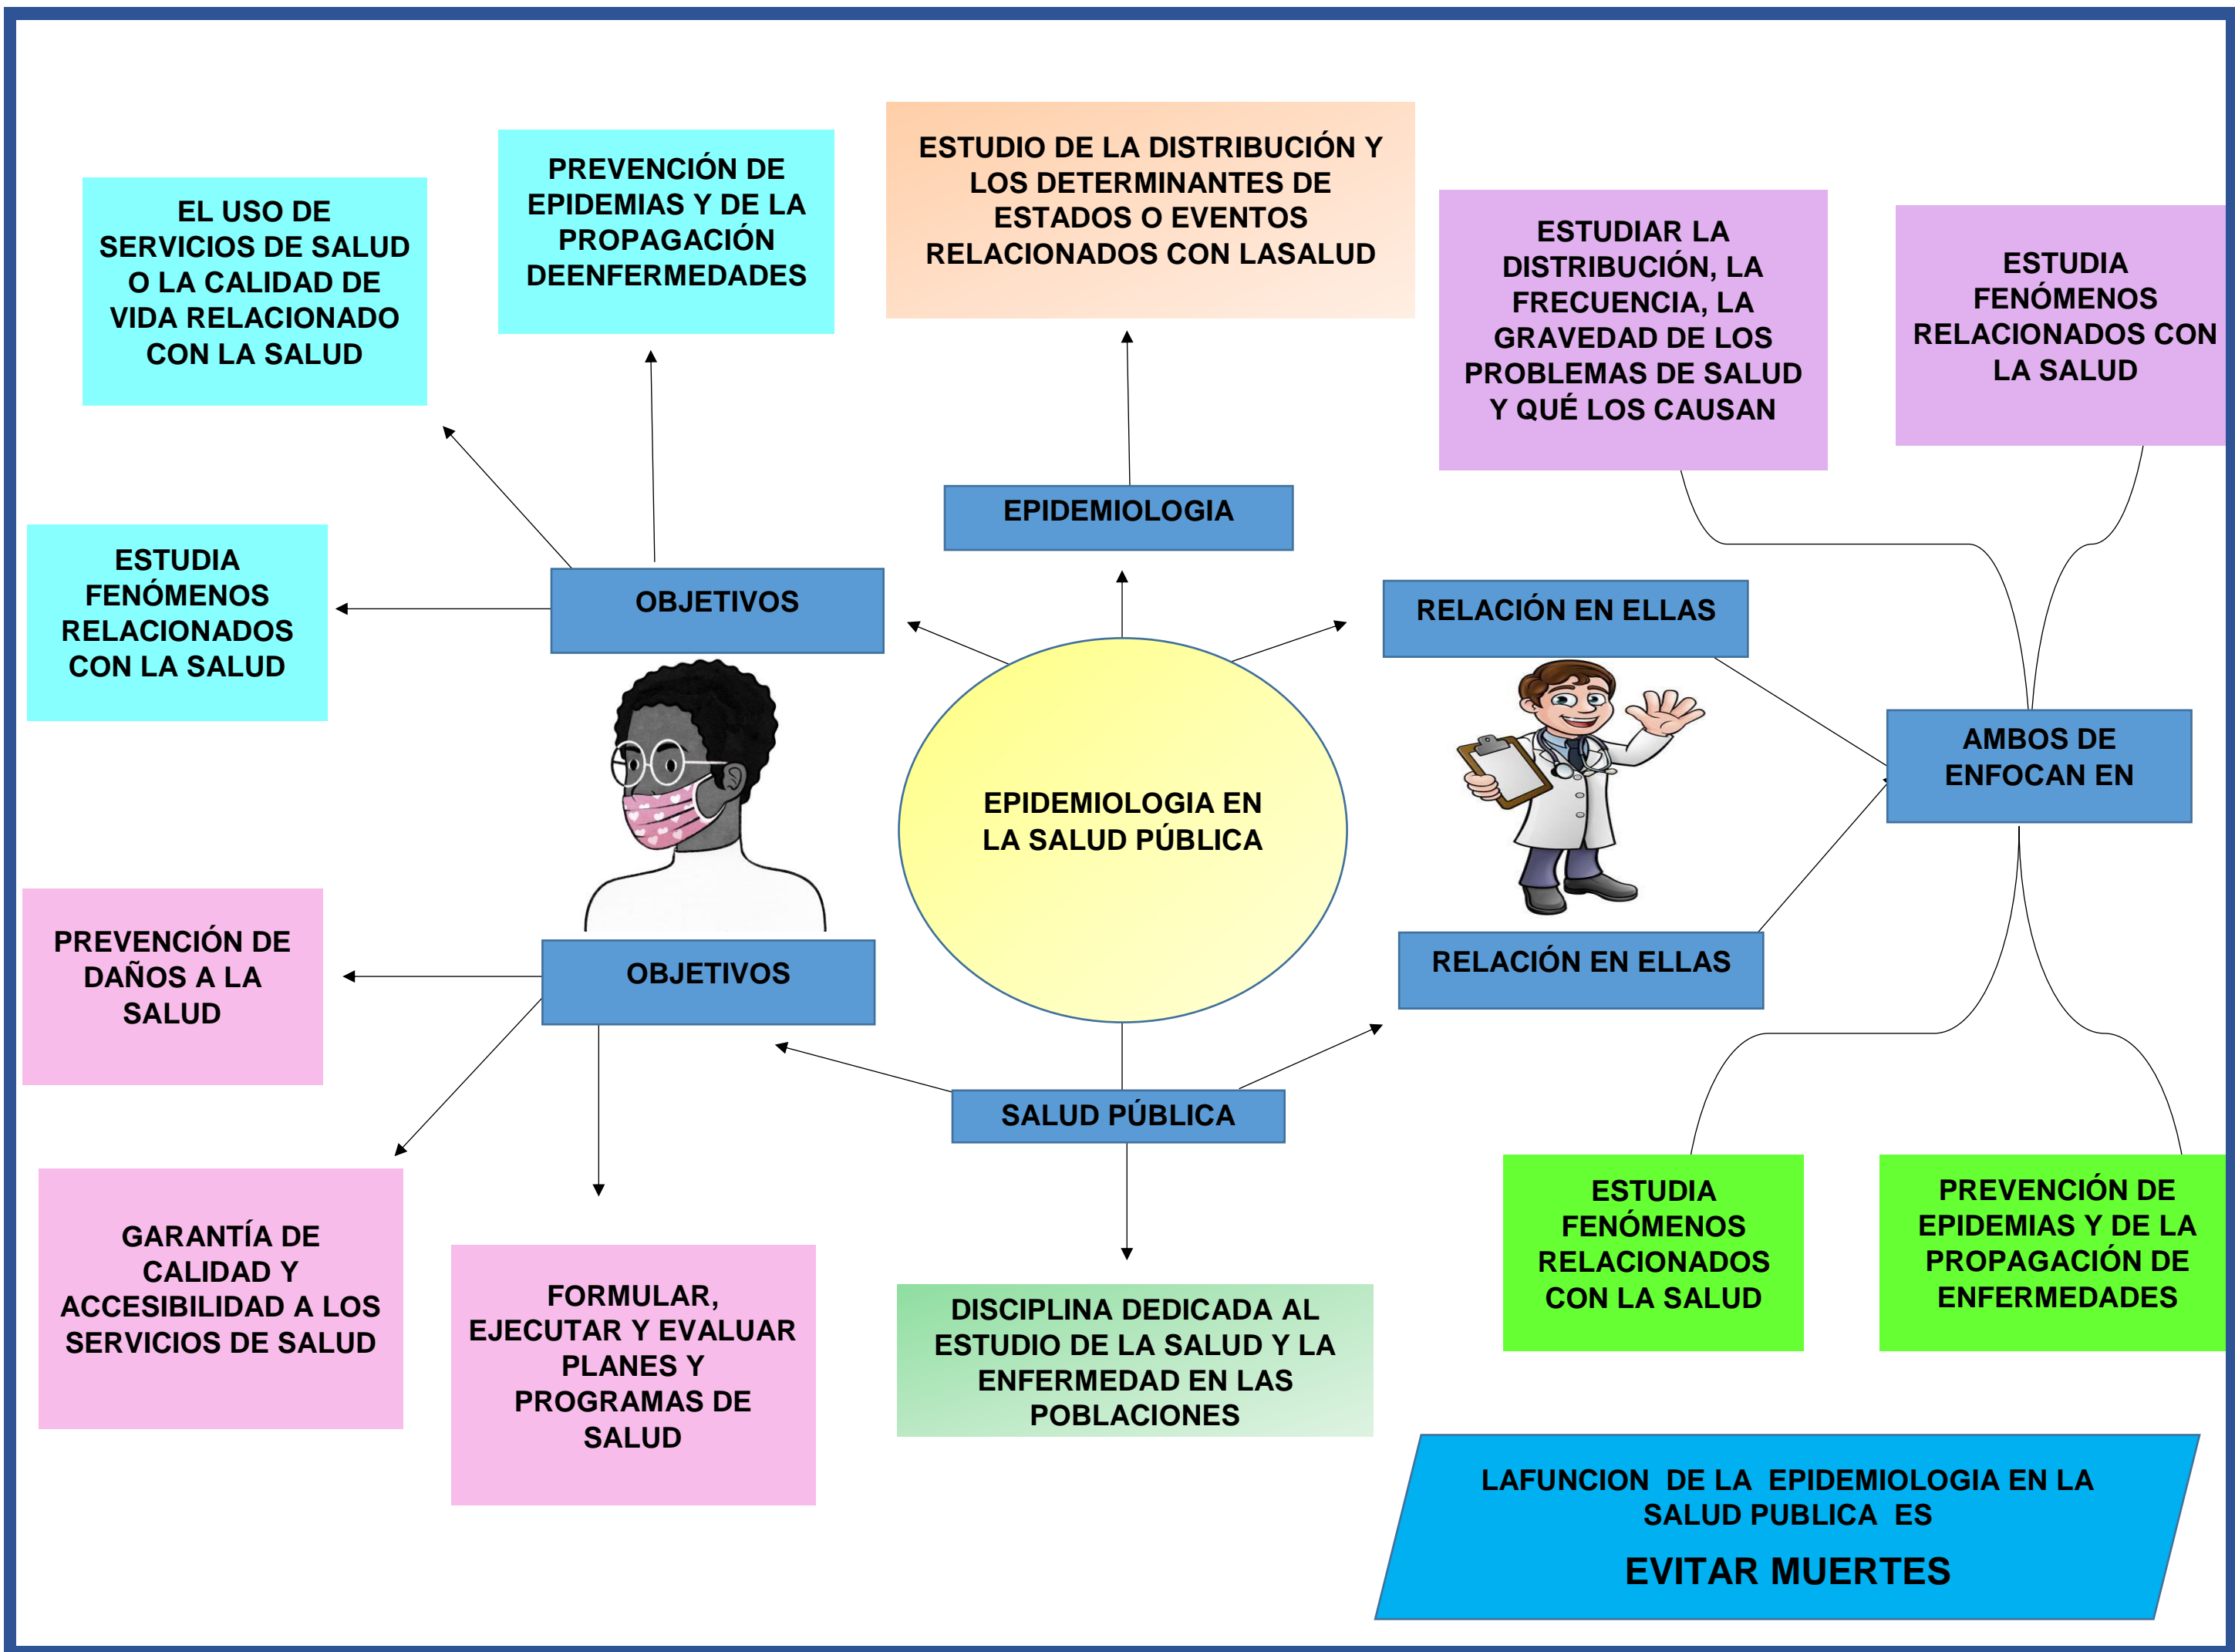 EL USO DE
SERVICIOS DE SALUD
O LA CALIDAD DE
VIDA RELACIONADO
CON LA SALUD
PREVENCIÓN DE
EPIDEMIAS Y DE LA
PROPAGACIÓN
DEENFERMEDADES
ESTUDIO DE LA DISTRIBUCIÓN Y
LOS DETERMINANTES DE
ESTADOS O EVENTOS
RELACIONADOS CON LASALUD
ESTUDIAR LA
DISTRIBUCIÓN, LA
FRECUENCIA, LA
GRAVEDAD DE LOS
PROBLEMAS DE SALUD
Y QUÉ LOS CAUSAN
ESTUDIA
FENÓMENOS
RELACIONADOS CON
LA SALUD
EPIDEMIOLOGIA
ESTUDIA
FENÓMENOS
RELACIONADOS
CON LA SALUD
OBJETIVOS
RELACIÓN EN ELLAS
AMBOS DE
ENFOCAN EN
EPIDEMIOLOGIA EN
LA SALUD PÚBLICA
PREVENCIÓN DE
DAÑOS A LA
SALUD
OBJETIVOS
RELACIÓN EN ELLAS
SALUD PÚBLICA
GARANTÍA DE
CALIDAD Y
ACCESIBILIDAD A LOS
SERVICIOS DE SALUD
FORMULAR,
EJECUTAR Y EVALUAR
PLANES Y
PROGRAMAS DE
SALUD
DISCIPLINA DEDICADA AL
ESTUDIO DE LA SALUD Y LA
ENFERMEDAD EN LAS
POBLACIONES
ESTUDIA
FENÓMENOS
RELACIONADOS
CON LA SALUD
PREVENCIÓN DE
EPIDEMIAS Y DE LA
PROPAGACIÓN DE
ENFERMEDADES
LAFUNCION DE LA EPIDEMIOLOGIA EN LA
SALUD PUBLICA ES
EVITAR MUERTES